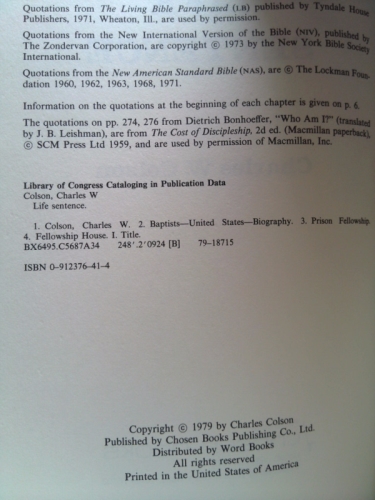 Quotations from The Living Bible Paraphrased (LB) published by Tyndale House
Publishers, 1971, Wheaton, Ill., are used by permission.
Quotations from the New International Version of the Bible (NIV), published by
The Zondervan Corporation, are copyright © 1973 by the New York Bible Society
International.
Quotations from the New American Standard Bible (NAS), are © The Lockman Foun-
dation 1960, 1962, 1963, 1968, 1971.
Information on the quotations at the beginning of each chapter is given on p. 6.
The quotations on pp. 274, 276 from Dietrich Bonhoeffer, "Who Am I?" (translated
by J. B. Leishman), are from The Cost of Discipleship, 2d ed. (Macmillan paperback),
© SCM Press Ltd 1959, and are used by permission of Macmillan, Inc.
Library of Congress Cataloging in Publication Data
Colson, Charles W
Life sentence.
1. Colson, Charles W. 2. Baptists—United States—Biography. 3. Prison Fellowship.
4. Fellowship House. I. Title.
BX6495.C5687A34 248'.2'0924 [B] 79-18715
ISBN 0-912376-41-4
Copyright © 1979 by Charles Colson
Published by Chosen Books Publishing Co., Ltd.
Distributed by Word Books
All rights reserved
Printed in the United States of America